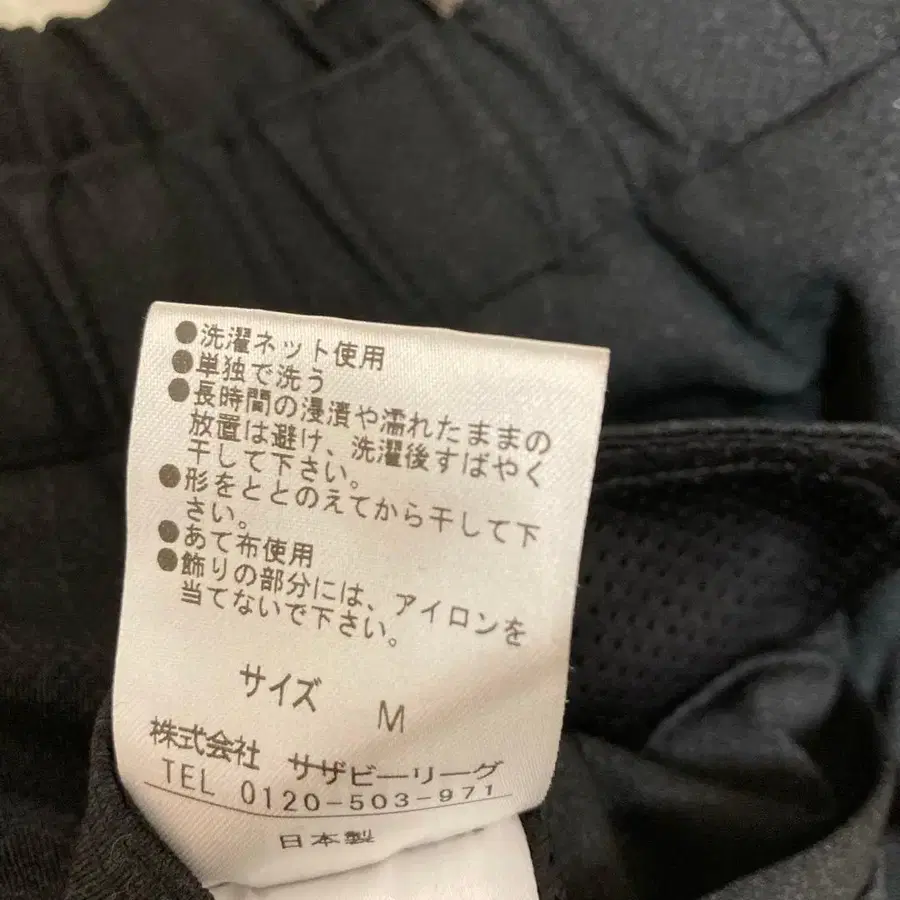 ●洗濯ネット使用
●単独で洗う
●長時間の浸漬や濡れたままの
放置は避け、洗濯後すばやく
干して下さい。
●形をととのえてから干して下
さい。
●あて布使用
●飾りの部分には、アイロンを
当てないで下さい。
サイズ M
株式会社 サザビーリーグ
TEL 0120-503-971
日本製